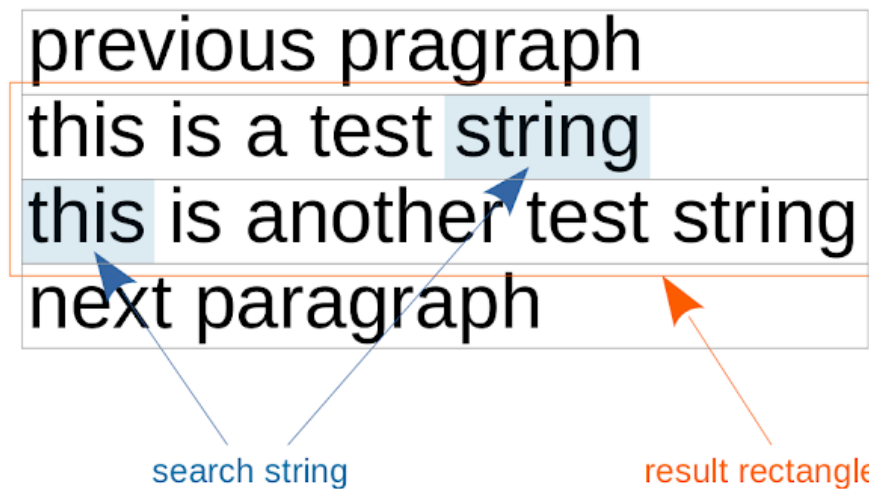 previous pragraph
this is a test string
this is another test string
next paragraph
search string
result rectangle